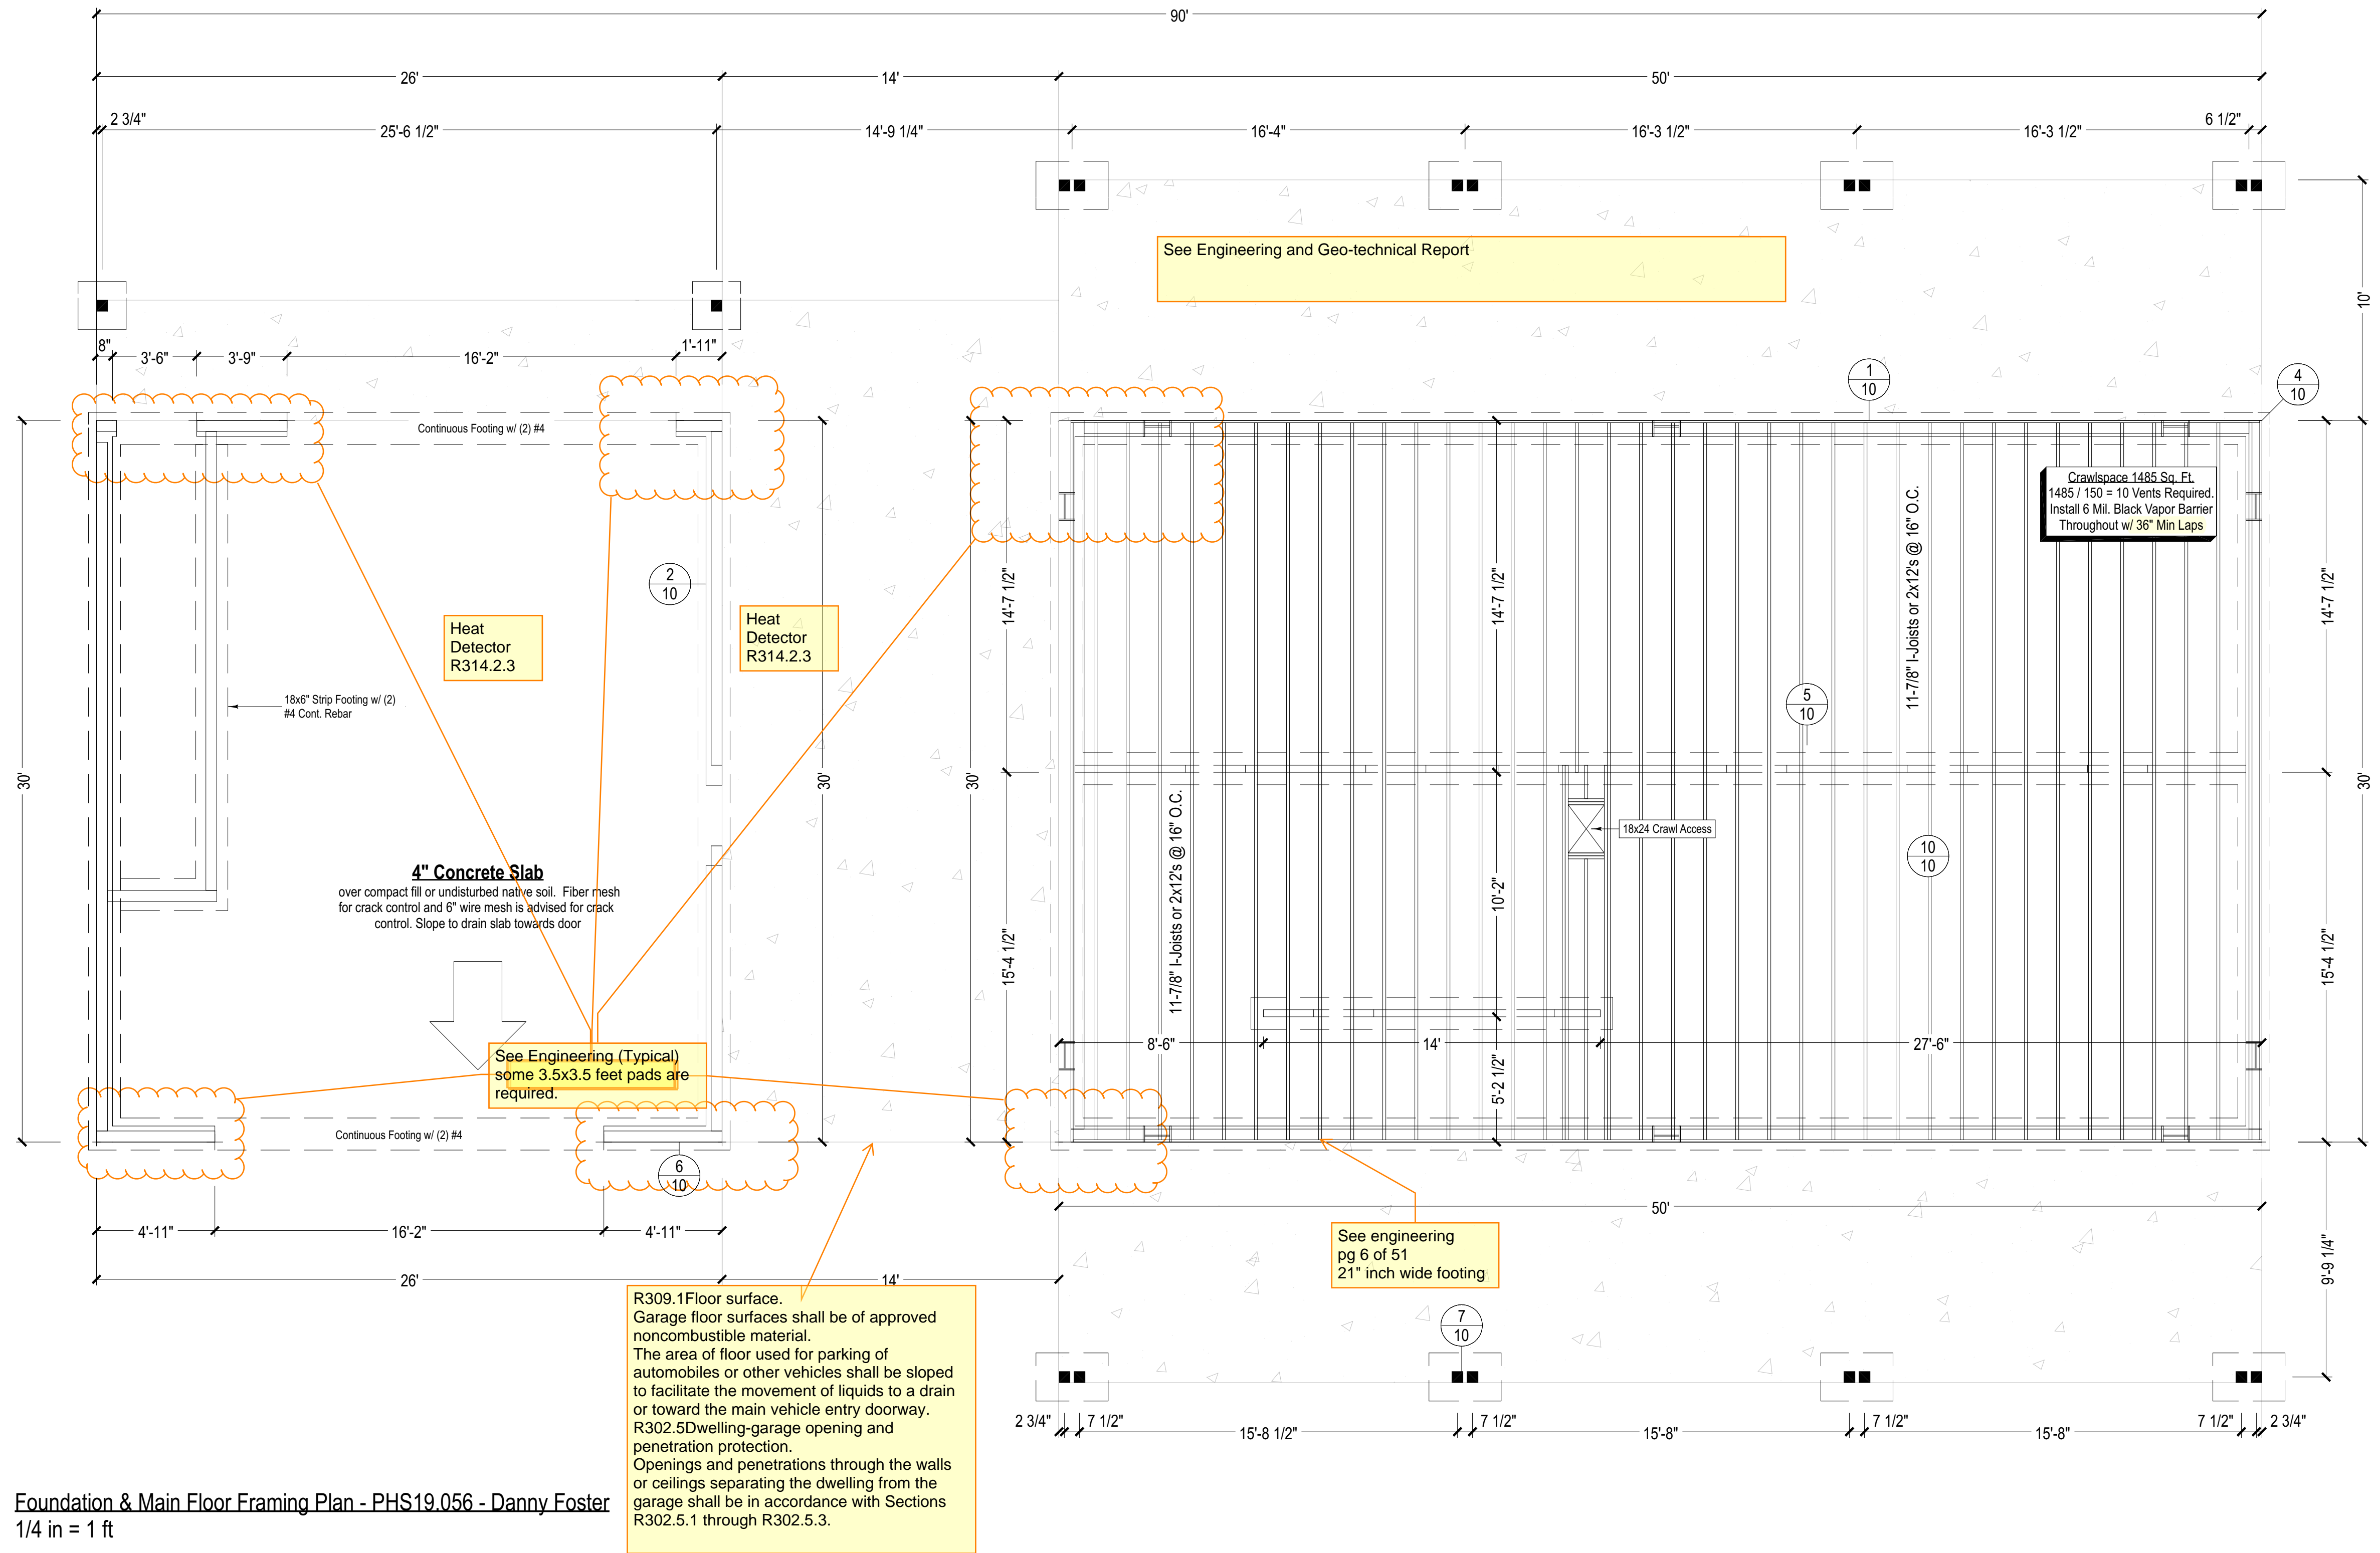 90'
26'
14'
50'
2 3/4"
25'-6 1/2"
14'-9 1/4"
16'-4"
16'-3 1/2"
16'-3 1/2"
6 1/2"
See Engineering and Geo-technical Report
10'
8"
3'-6"
3'-9"
16'-2"
1'-11"
1
10
4
10
Continuous Footing w/ (2) #4
Crawlspace 1485 Sq. Ft.
1485 / 150 = 10 Vents Required.
Install 6 Mil. Black Vapor Barrier
Throughout w/ 36" Min Laps
11-7/8" I-Joists or 2x12's @ 16" O.C.
2
10
14'-7 1/2"
14'-7 1/2"
14'-7 1/2"
Heat
Detector
R314.2.3
Heat
Detector
R314.2.3
18x6" Strip Footing w/ (2)
#4 Cont. Rebar
5
10
30'
30'
30'
30'
18x24 Crawl Access
10
10
4" Concrete Slab
over compact fill or undisturbed native soil. Fiber mesh
for crack control and 6" wire mesh is advised for crack
control. Slope to drain slab towards door
11-7/8" I-Joists or 2x12's @ 16" O.C.
10'-2"
15'-4 1/2"
15'-4 1/2"
See Engineering (Typical)
some 3.5x3.5 feet pads are
required.
8'-6"
14'
27'-6"
5'-2 1/2"
Continuous Footing w/ (2) #4
6
10
4'-11"
16'-2"
4'-11"
50'
26'
14'
See engineering
pg 6 of 51
21" inch wide footing
9'-9 1/4"
7
10
R309.1Floor surface.
Garage floor surfaces shall be of approved
noncombustible material.
The area of floor used for parking of
automobiles or other vehicles shall be sloped
to facilitate the movement of liquids to a drain
or toward the main vehicle entry doorway.
R302.5Dwelling-garage opening and
penetration protection.
Openings and penetrations through the walls
or ceilings separating the dwelling from the
garage shall be in accordance with Sections
R302.5.1 through R302.5.3.
2 3/4"
7 1/2"
15'-8 1/2"
7 1/2"
15'-8"
7 1/2"
15'-8"
7 1/2"
2 3/4"
Foundation & Main Floor Framing Plan - PHS19.056 - Danny Foster
1/4 in = 1 ft